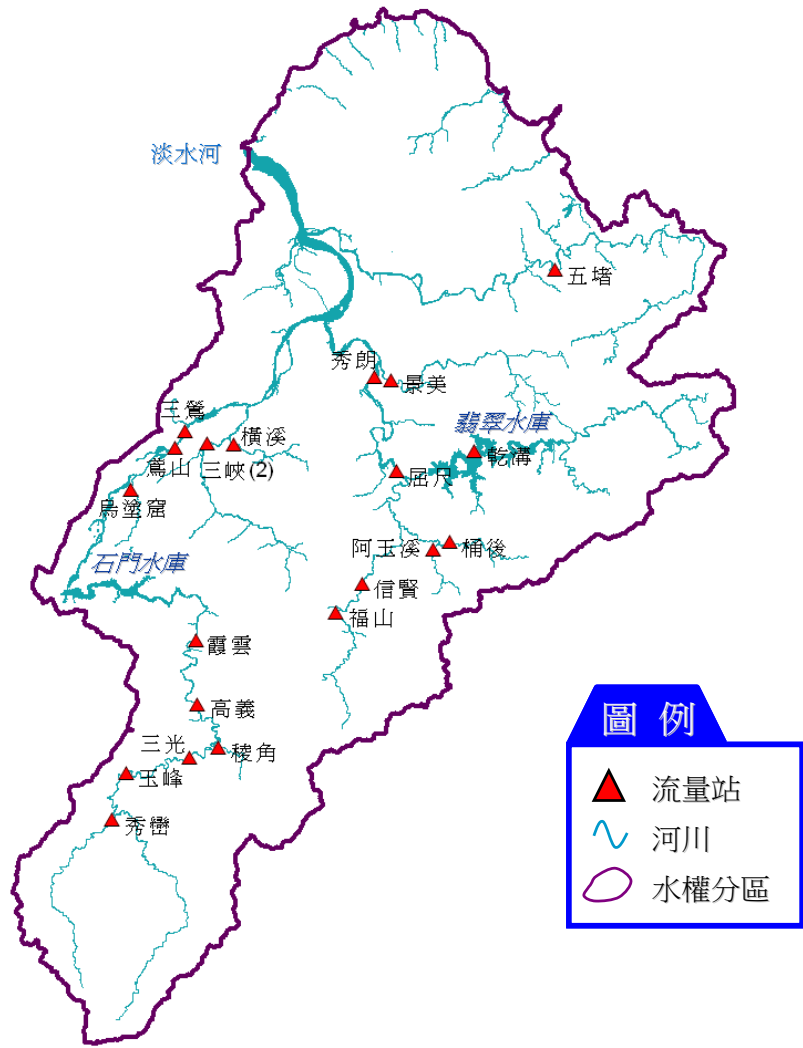 淡水河
五堵
秀朗
景美
三鶯
翡翠水庫
橫溪
乾溝
鳶山
三峽(2)
屈尺
烏塗窟
阿玉溪
桶後
石門水庫
信賢
福山
霞雲
高義
三光
稜角
玉峰
秀巒
圖例
流量站
河川
水權分區